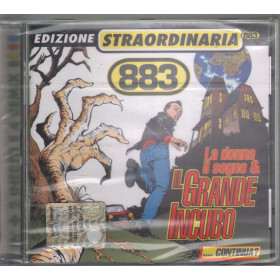 EDIZIONE STRAORDINARIA 883
883
La donna
il sogno &
IL GRANDE
INCUBO
.... CONTINUA?